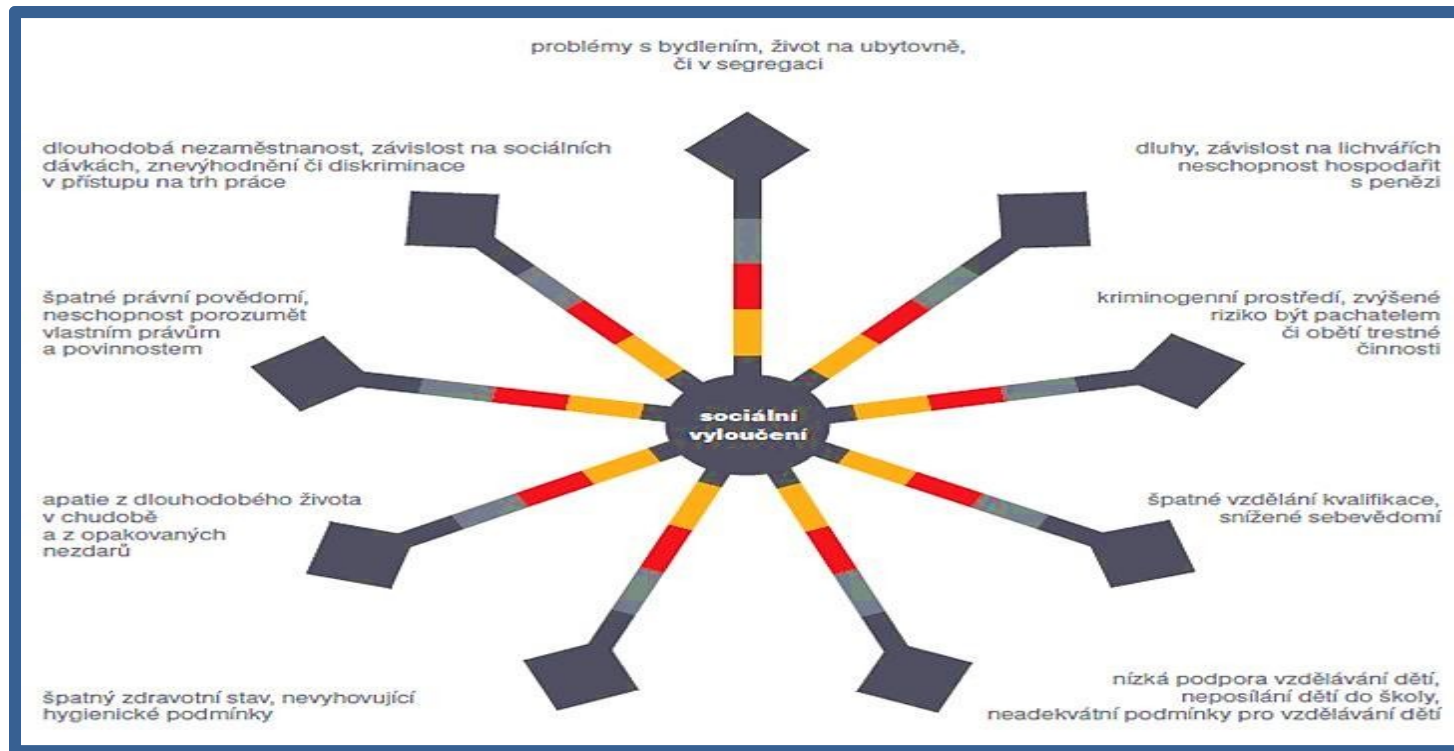 problémy s bydlením, život na ubytovně,
či v segregaci
dlouhodobá nezaměstnanost, závislost na sociálních
dávkách, znevýhodnění či diskriminace
v přístupu na trh práce
dluhy, závislost na lichvářích
neschopnost hospodařit
s penězi
špatné právní povědomí,
neschopnost porozumět
vlastním právům
a povinnostem
kriminogenní prostředí, zvýšené
riziko být pachatelem
či obětí trestné
činnosti
sociální
vyloučení
apatie z dlouhodobého života
v chudobě
a z opakovaných
nezdarů
špatné vzdělání kvalifikace,
snížené sebevědomí
špatný zdravotní stav, nevyhovující
hygienické podmínky
nízká podpora vzdělávání dětí,
neposílání dětí do školy,
neadekvátní podmínky pro vzdělávání dětí